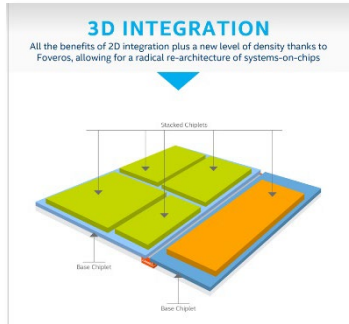 3D INTEGRATION
All the benefits of 2D integration plus a new level of density thanks to
Foveros, allowing for a radical re-architecture of systems-on-chips
Stacked Chiplets
Base Chiplet
Base Chiplet